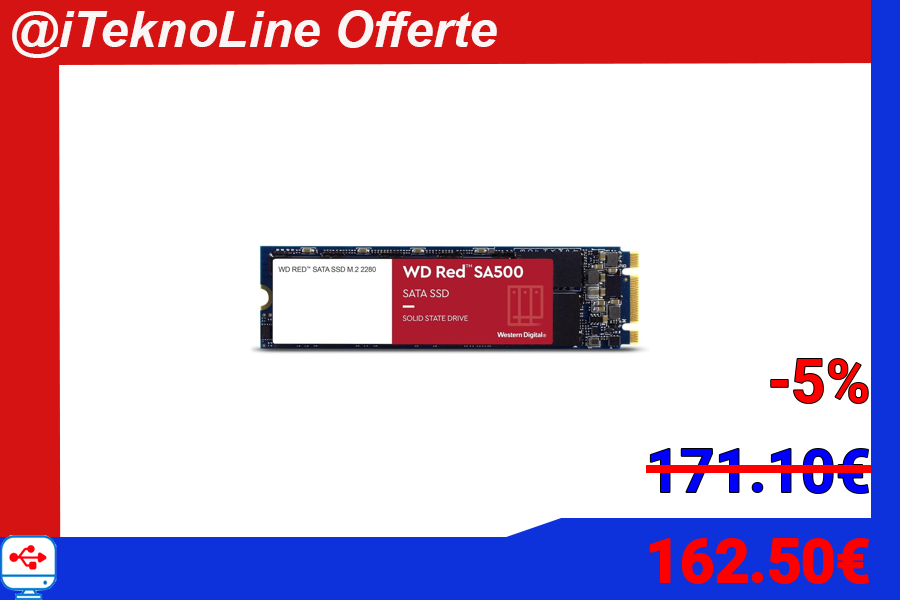 @iTeknoLine Offerte
WD RED™ SATA SSD M.2 2280
WD Red™ SA500
SATA SSD
SOLID STATE DRIVE
Western Digital®
-5%
171.10€
162.50€